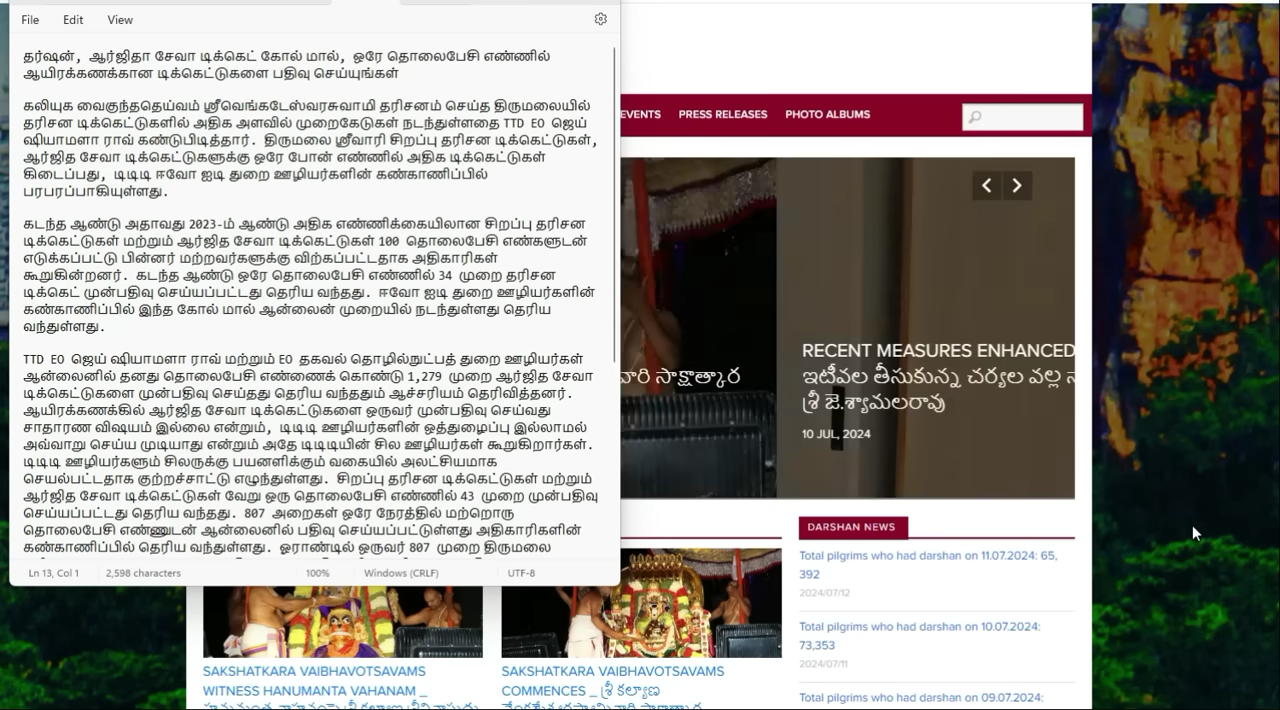 File Edit View
தர்ஷன், ஆர்ஜிதா சேவா டிக்கெட் கோல் மால், ஒரே தொலைபேசி எண்ணில்
ஆயிரக்கணக்கான டிக்கெட்டுகளை பதிவு செய்யுங்கள்
கலியுக வைகுந்ததெய்வம் ஸ்ரீவெங்கடேஸ்வரசுவாமி தரிசனம் செய்த திருமலையில்
தரிசன டிக்கெட்டுகளில் அதிக அளவில் முறைகேடுகள் நடந்துள்ளதை TTD EO ஜெய்
ஷியாமளா ராவ் கண்டுபிடித்தார். திருமலை ஸ்ரீவாரி சிறப்பு தரிசன டிக்கெட்டுகள்,
ஆர்ஜித சேவா டிக்கெட்டுகளுக்கு ஒரே போன் எண்ணில் அதிக டிக்கெட்டுகள்
கிடைப்பது, டிடிடி ஈவோ ஐடி துறை ஊழியர்களின் கண்காணிப்பில்
பரபரப்பாகியுள்ளது.
கடந்த ஆண்டு அதாவது 2023-ம் ஆண்டு அதிக எண்ணிக்கையிலான சிறப்பு தரிசன
டிக்கெட்டுகள் மற்றும் ஆர்ஜித சேவா டிக்கெட்டுகள் 100 தொலைபேசி எண்களுடன்
எடுக்கப்பட்டு பின்னர் மற்றவர்களுக்கு விற்கப்பட்டதாக அதிகாரிகள்
கூறுகின்றனர். கடந்த ஆண்டு ஒரே தொலைபேசி எண்ணில் 34 முறை தரிசன
டிக்கெட் முன்பதிவு செய்யப்பட்டது தெரிய வந்தது. ஈவோ ஐடி துறை ஊழியர்களின்
கண்காணிப்பில் இந்த கோல் மால் ஆன்லைன் முறையில் நடந்துள்ளது தெரிய
வந்துள்ளது.
TTD EO ஜெய் ஷியாமளா ராவ் மற்றும் EO தகவல் தொழில்நுட்பத் துறை ஊழியர்கள்
ஆன்லைனில் தனது தொலைபேசி எண்ணைக் கொண்டு 1,279 முறை ஆர்ஜித சேவா
டிக்கெட்டுகளை முன்பதிவு செய்தது தெரிய வந்ததும் ஆச்சரியம் தெரிவித்தனர்.
ஆயிரக்கணக்கில் ஆர்ஜித சேவா டிக்கெட்டுகளை ஒருவர் முன்பதிவு செய்வது
சாதாரண விஷயம் இல்லை என்றும், டிடிடி ஊழியர்களின் ஒத்துழைப்பு இல்லாமல்
அவ்வாறு செய்ய முடியாது என்றும் அதே டிடிடியின் சில ஊழியர்கள் கூறுகிறார்கள்.
டிடிடி ஊழியர்களும் சிலருக்கு பயனளிக்கும் வகையில் அலட்சியமாக
செயல்பட்டதாக குற்றச்சாட்டு எழுந்துள்ளது. சிறப்பு தரிசன டிக்கெட்டுகள் மற்றும்
ஆர்ஜித சேவா டிக்கெட்டுகள் வேறு ஒரு தொலைபேசி எண்ணில் 43 முறை முன்பதிவு
செய்யப்பட்டது தெரிய வந்தது. 807 அறைகள் ஒரே நேரத்தில் மற்றொரு
தொலைபேசி எண்ணுடன் ஆன்லைனில் பதிவு செய்யப்பட்டுள்ளது அதிகாரிகளின்
கண்காணிப்பில் தெரிய வந்துள்ளது. ஓராண்டில் ஒருவர் 807 முறை திருமலை
Ln 13, Col 1 2,598 characters 100% Windows (CRLF) UTF-8
EVENTS PRESS RELEASES PHOTO ALBUMS
వారి సాక్షాత్కార
RECENT MEASURES ENHANCED
ఇటీవల తీసుకున్న చర్యల వల్ల
శ్రీ జె.శ్యామలరావు
10 JUL, 2024
DARSHAN NEWS
Total pilgrims who had darshan on 11.07.2024: 65,
392
2024/07/12
Total pilgrims who had darshan on 10.07.2024:
73,353
2024/07/11
Total pilgrims who had darshan on 09.07.2024:
SAKSHATKARA VAIBHAVOTSAVAMS
WITNESS HANUMANTA VAHANAM _
SAKSHATKARA VAIBHAVOTSAVAMS
COMMENCES _ శ్రీ కల్యాణ